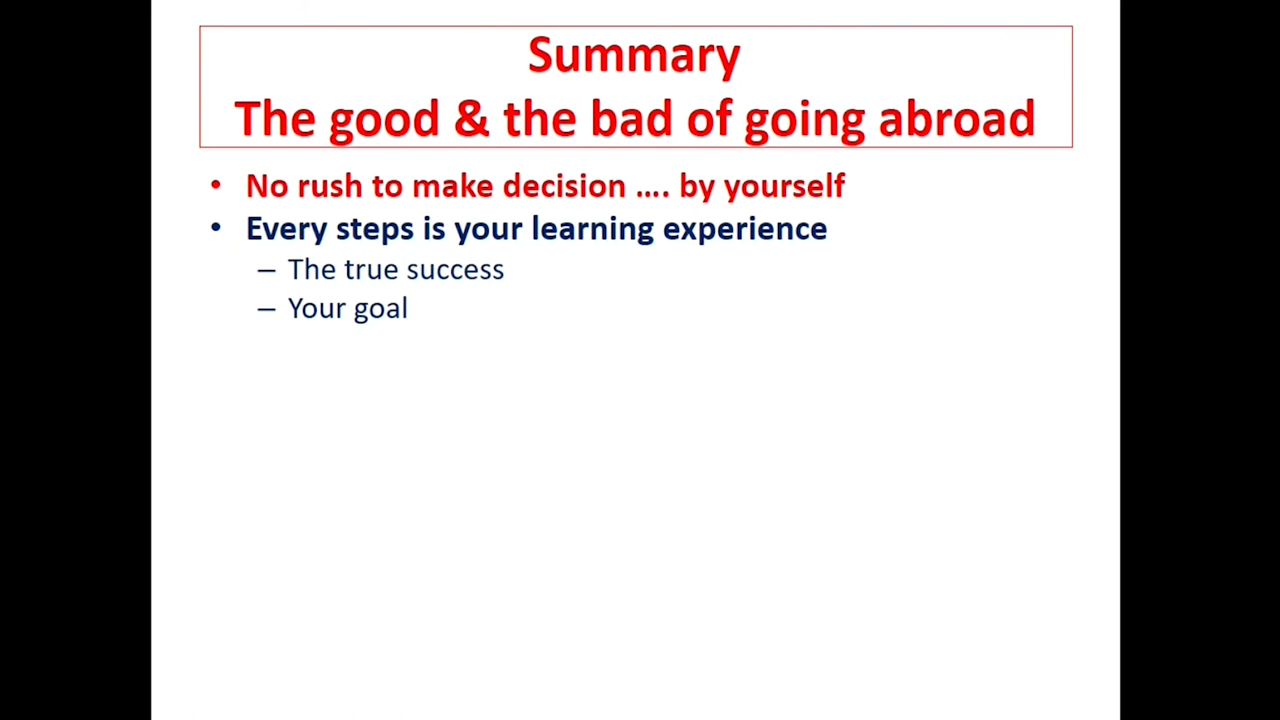 Summary
The good & the bad of going abroad
• No rush to make decision .... by yourself
• Every steps is your learning experience
– The true success
– Your goal